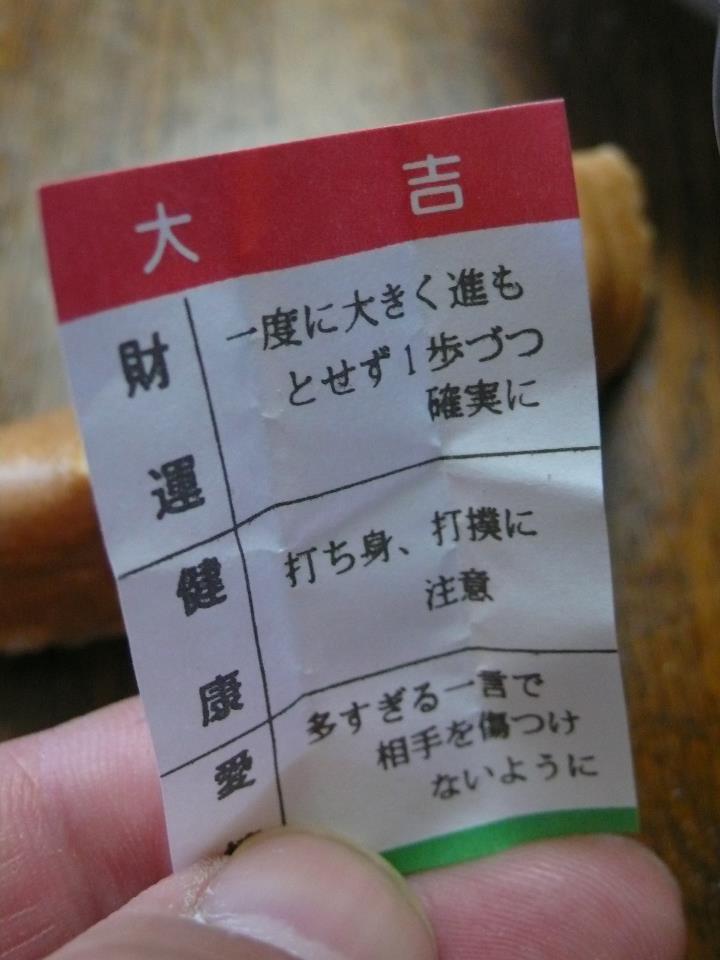 大吉
財運
一度に大きく進も
とせず1歩づつ
確実に
健康
打ち身、打撲に
注意
愛
多すぎる一言で
相手を傷つけ
ないように